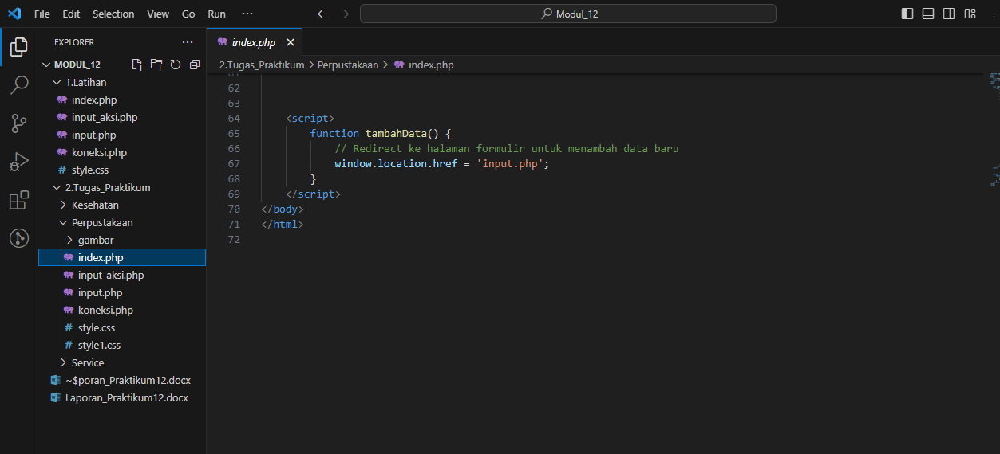 File Edit Selection View Go Run ···
Modul_12
EXPLORER ···
MODUL_12
1.Latihan
index.php
input_aksi.php
input.php
koneksi.php
# style.css
2.Tugas_Praktikum
Kesehatan
Perpustakaan
gambar
index.php
input_aksi.php
input.php
koneksi.php
# style.css
# style1.css
Service
~$poran_Praktikum12.docx
Laporan_Praktikum12.docx
index.php
2.Tugas_Praktikum > Perpustakaan > index.php
61
62
63
64 <script>
65 function tambahData() {
66 // Redirect ke halaman formulir untuk menambah data baru
67 window.location.href = 'input.php';
68 }
69 </script>
70 </body>
71 </html>
72